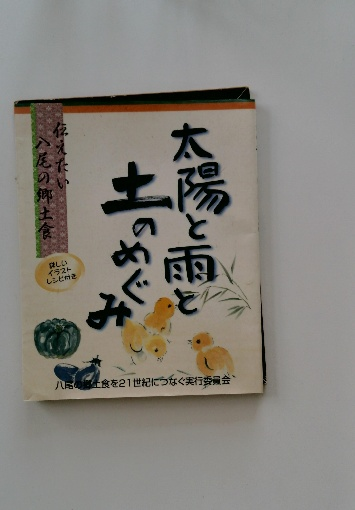 伝えたい
八尾の郷土食
太陽と雨と
土のめぐみ
詳しい
イラスト
レシピ付き
八尾の郷土食を21世紀につなぐ実行委員会